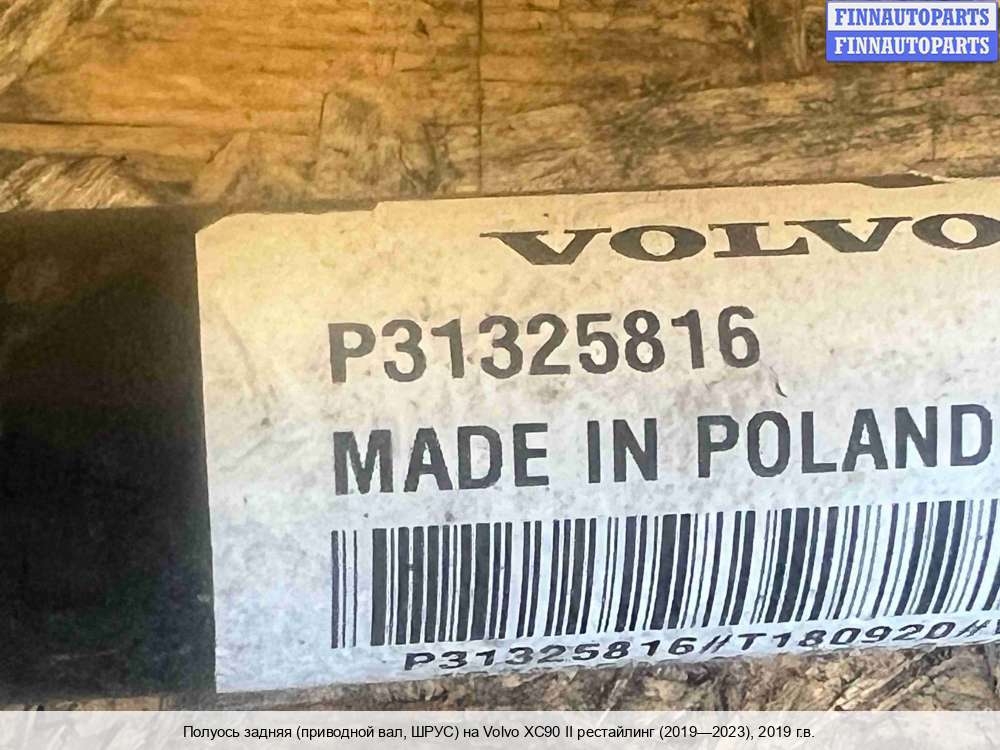 FINNAUTOPARTS
FINNAUTOPARTS
VOLVO
P31325816
MADE IN POLAND
P31325816#T180920#
Полуось задняя (приводной вал, ШРУС) на Volvo XC90 II рестайлинг (2019—2023), 2019 г.в.